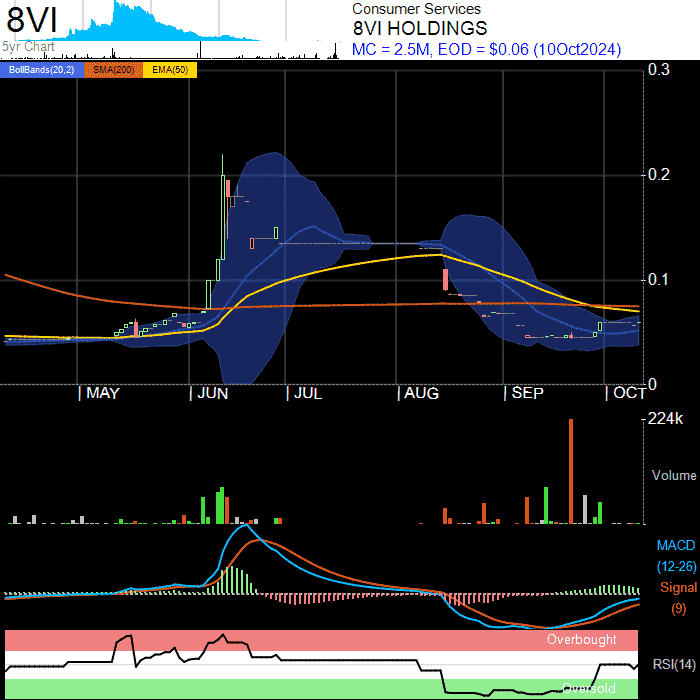 8VI
5yr Chart
Consumer Services
8VI HOLDINGS
MC = 2.5M, EOD = $0.06 (10Oct2024)
BollBands(20,2) SMA(200) EMA(50)
0.3
0.2
0.1
0
| MAY | JUN | JUL | AUG | SEP | OCT
224k
Volume
MACD
(12-26)
Signal
(9)
Overbought
RSI(14)
Oversold